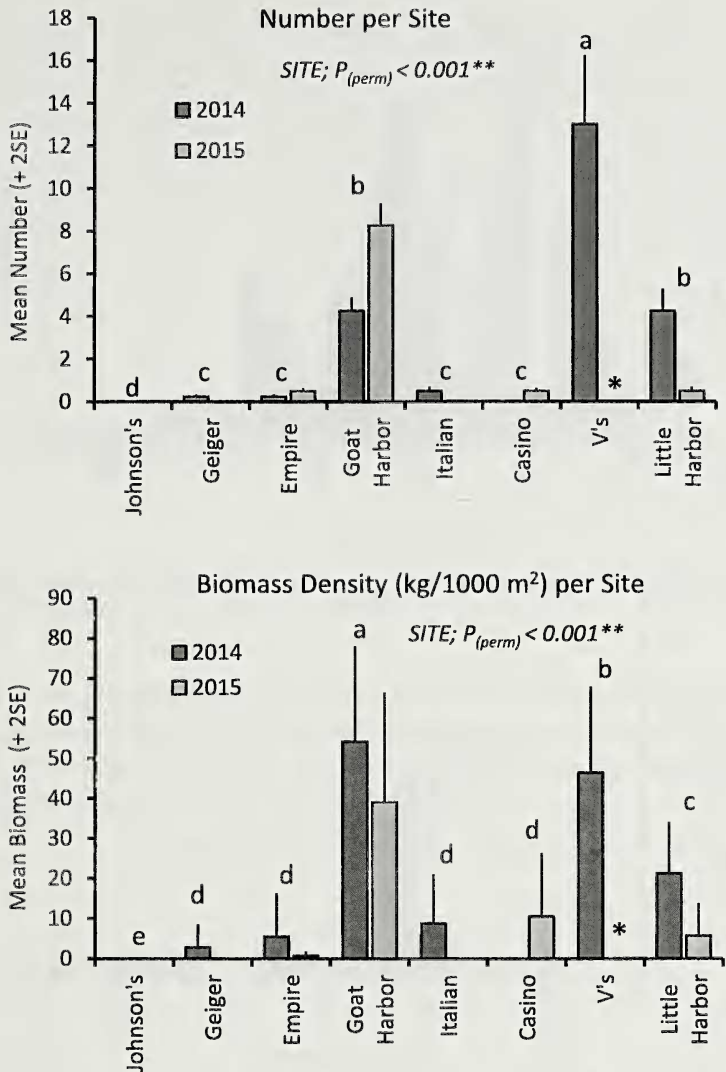 Number per Site
SITE; P(perm) < 0.001**
2014
2015
Mean Number (+ 2SE)
18
16
14
12
10
8
6
4
2
0
d
c
c
b
c
c
a
*
b
Johnson's
Geiger
Empire
Goat
Harbor
Italian
Casino
V's
Little
Harbor
Biomass Density (kg/1000 m²) per Site
SITE; P(perm) < 0.001**
2014
2015
Mean Biomass (+ 2SE)
90
80
70
60
50
40
30
20
10
0
e
d
d
a
d
d
b
*
c
Johnson's
Geiger
Empire
Goat
Harbor
Italian
Casino
V's
Little
Harbor